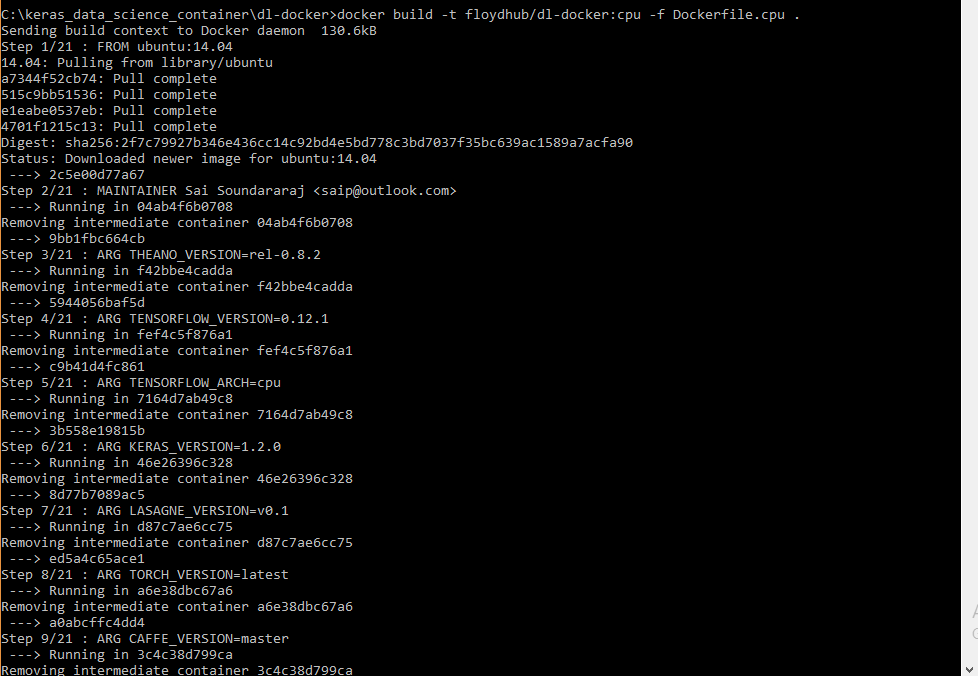 C:\keras_data_science_container\dl-docker>docker build -t floydhub/dl-docker:cpu -f Dockerfile.cpu .
Sending build context to Docker daemon  130.6kB
Step 1/21 : FROM ubuntu:14.04
14.04: Pulling from library/ubuntu
a7344f52cb74: Pull complete
515c9bb51536: Pull complete
e1eabe0537eb: Pull complete
4701f1215c13: Pull complete
Digest: sha256:2f7c79927b346e436cc14c92bd4e5bd778c3bd7037f35bc639ac1589a7acfa90
Status: Downloaded newer image for ubuntu:14.04
 ---> 2c5e00d77a67
Step 2/21 : MAINTAINER Sai Soundararaj <saip@outlook.com>
 ---> Running in 04ab4f6b0708
Removing intermediate container 04ab4f6b0708
 ---> 9bb1fbc664cb
Step 3/21 : ARG THEANO_VERSION=rel-0.8.2
 ---> Running in f42bbe4cadda
Removing intermediate container f42bbe4cadda
 ---> 5944056baf5d
Step 4/21 : ARG TENSORFLOW_VERSION=0.12.1
 ---> Running in fef4c5f876a1
Removing intermediate container fef4c5f876a1
 ---> c9b41d4fc861
Step 5/21 : ARG TENSORFLOW_ARCH=cpu
 ---> Running in 7164d7ab49c8
Removing intermediate container 7164d7ab49c8
 ---> 3b558e19815b
Step 6/21 : ARG KERAS_VERSION=1.2.0
 ---> Running in 46e26396c328
Removing intermediate container 46e26396c328
 ---> 8d77b7089ac5
Step 7/21 : ARG LASAGNE_VERSION=v0.1
 ---> Running in d87c7ae6cc75
Removing intermediate container d87c7ae6cc75
 ---> ed5a4c65ace1
Step 8/21 : ARG TORCH_VERSION=latest
 ---> Running in a6e38dbc67a6
Removing intermediate container a6e38dbc67a6
 ---> a0abcffc4dd4
Step 9/21 : ARG CAFFE_VERSION=master
 ---> Running in 3c4c38d799ca
Removing intermediate container 3c4c38d799ca